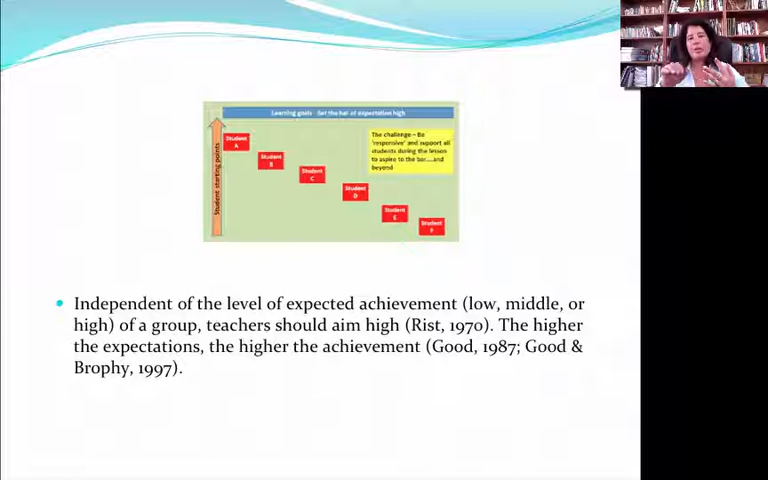 Learning goals - Set the bar of expectation high
Student starting points
Student
A
Student
B
Student
C
Student
D
Student
E
Student
F
The challenge – Be
'responsive' and support all
students during the lesson
to aspire to the bar....and
beyond
Independent of the level of expected achievement (low, middle, or
high) of a group, teachers should aim high (Rist, 1970). The higher
the expectations, the higher the achievement (Good, 1987; Good &
Brophy, 1997).